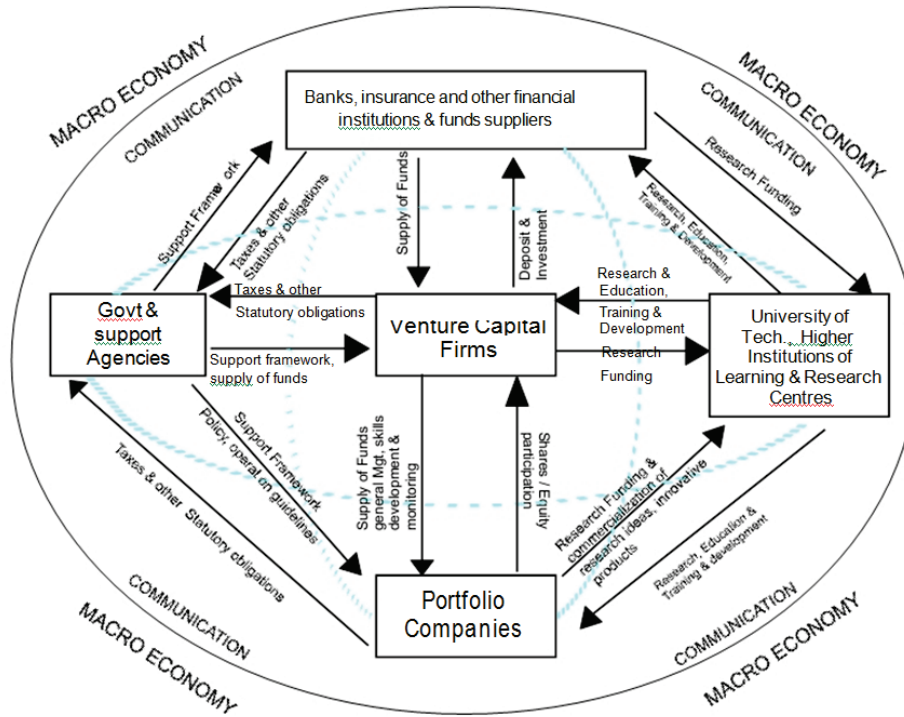 MACRO ECONOMY
MACRO ECONOMY
COMMUNICATION
COMMUNICATION
Banks, insurance and other financial
institutions & funds suppliers
Support Framew ork
Taxes & other
Statutory obligations
Supply of Funds
Deposit &
Investment
Research, Education,
Training & Development
Research Funding
Govt &
support
Agencies
Taxes & other
Statutory obligations
Support framework,
supply of funds
Venture Capital
Firms
Research &
Education,
Training &
Development
Research
Funding
University of
Tech., Higher
Institutions of
Learning & Research
Centres
Taxes & other Statutory obligations
Support Framework
Policy, operat on guidelines
Supply of Funds
general Mgt, skills
development &
monitoring
Shares / Equity
participation
Research Funding &
commercialization of
research ideas, innovative
products
Research, Education &
Training & development
Portfolio
Companies
COMMUNICATION
COMMUNICATION
MACRO ECONOMY
MACRO ECONOMY